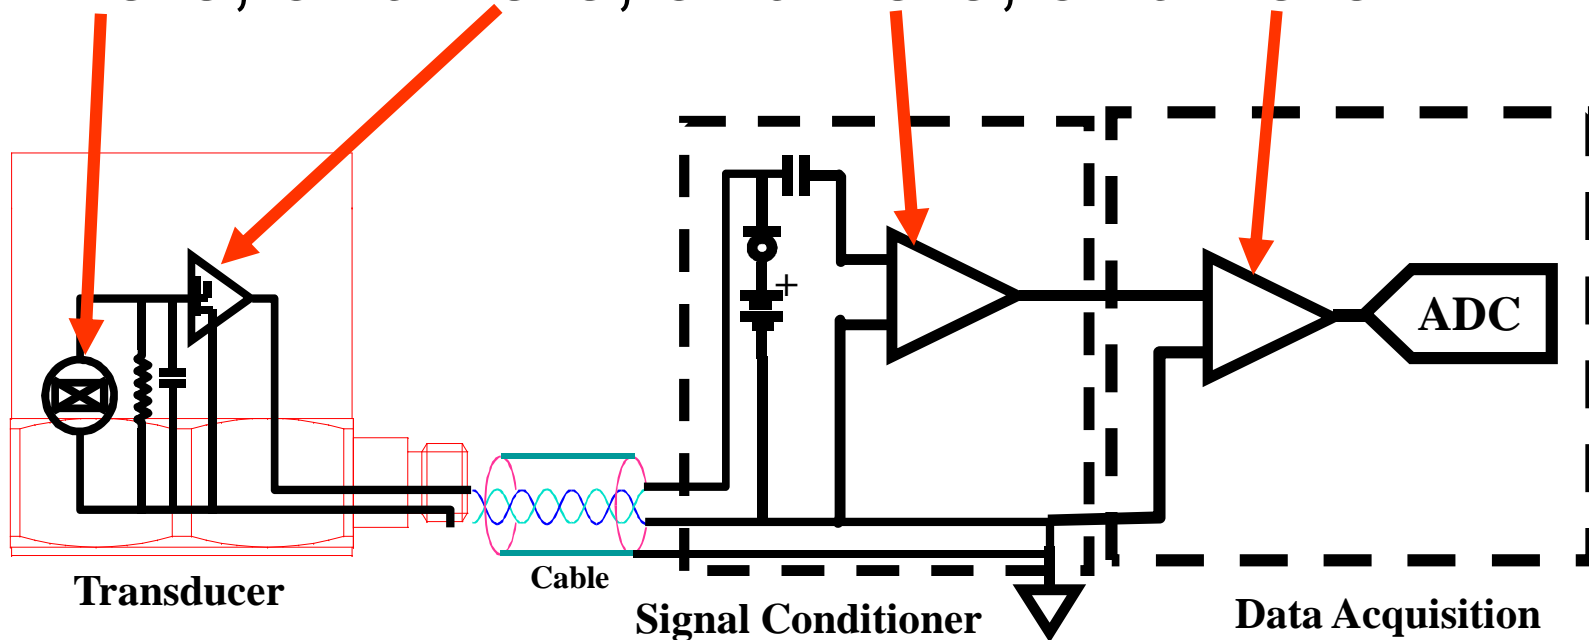 +
ADC
Transducer
Cable
Signal Conditioner
Data Acquisition